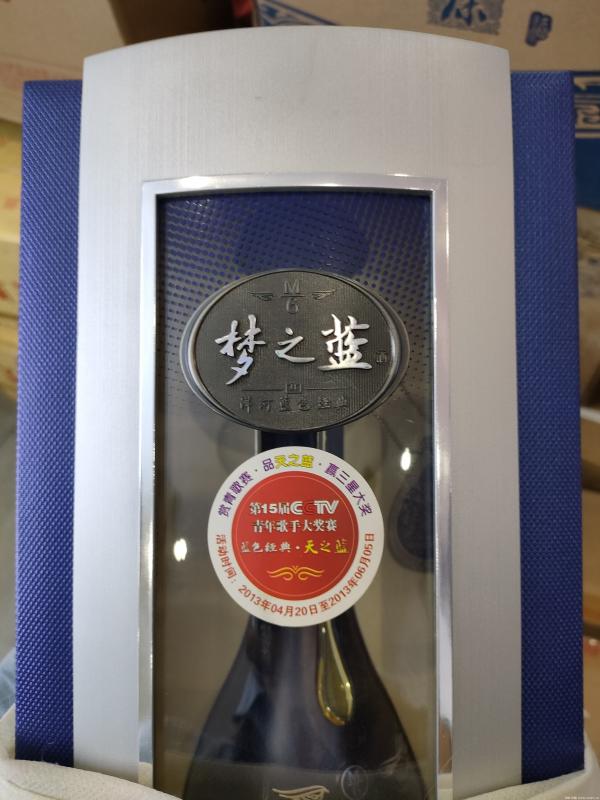 M
6
梦之蓝
酒
洋河蓝色经典
赏青歌赛·品天之蓝·赢三星大奖
第15届CCTV
青年歌手大奖赛
蓝色经典·天之蓝
活动时间：2013年04月20日至2013年06月05日